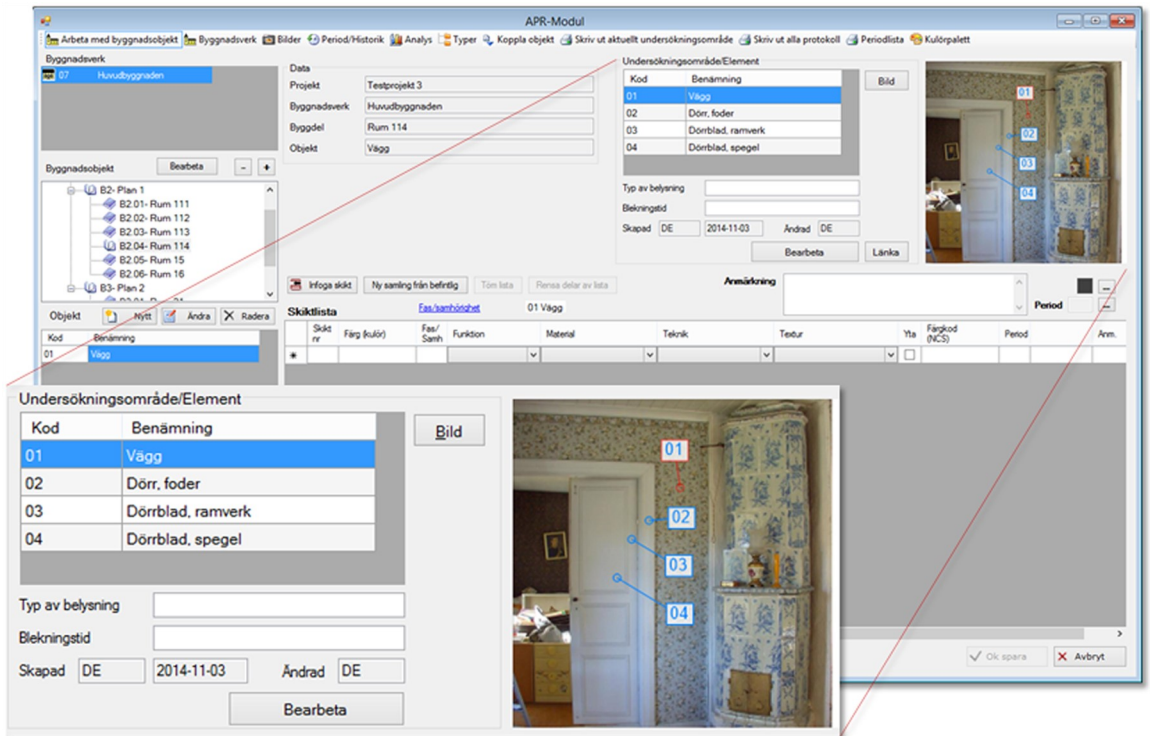 APR-Modul
Arbeta med byggnadsobjekt Byggnadsverk Bilder Period/Historik Analys Typer Koppla objekt Skriv ut aktuellt undersökningsområde Skriv ut alla protokoll Periodlista Kulörpalett
Byggnadsverk
07 Huvudbyggnaden
Byggnadsobjekt Bearbeta - +
B2- Plan 1
B2.01- Rum 111
B2.02- Rum 112
B2.03- Rum 113
B2.04- Rum 114
B2.05- Rum 15
B2.06- Rum 16
B3- Plan 2
Objekt Nytt Ändra Radera
Kod Benämning
01 Vägg
Data
Projekt Testprojekt 3
Byggnadsverk Huvudbyggnaden
Byggdel Rum 114
Objekt Vägg
Undersökningsområde/Element
Kod Benämning
01 Vägg
02 Dörr, foder
03 Dörrblad, ramverk
04 Dörrblad, spegel
Bild
Typ av belysning
Blekningstid
Skapad DE 2014-11-03 Ändrad DE
Bearbeta Länka
01
02
03
04
Infoga skikt Ny samling från befintlig Töm lista Rensa delar av lista
Anmärkning
... Period ...
Skiktlista Fas/samhörighet 01 Vägg
Skikt nr Färg (kulör) Fas/ Samh Funktion Material Teknik Textur Yta Färgkod (NCS) Period Anm.
Undersökningsområde/Element
Kod Benämning
01 Vägg
02 Dörr, foder
03 Dörrblad, ramverk
04 Dörrblad, spegel
Bild
Typ av belysning
Blekningstid
Skapad DE 2014-11-03 Ändrad DE
Bearbeta
01
02
03
04
Ok spara Avbryt